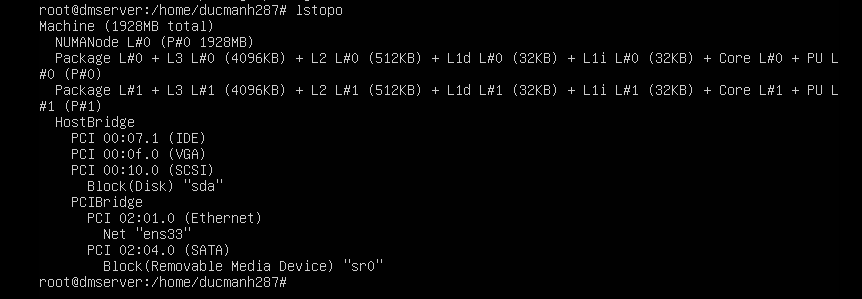 root@dmserver:/home/ducmanh287# lstopo
Machine (1928MB total)
  NUMANode L#0 (P#0 1928MB)
  Package L#0 + L3 L#0 (4096KB) + L2 L#0 (512KB) + L1d L#0 (32KB) + L1i L#0 (32KB) + Core L#0 + PU L
#0 (P#0)
  Package L#1 + L3 L#1 (4096KB) + L2 L#1 (512KB) + L1d L#1 (32KB) + L1i L#1 (32KB) + Core L#1 + PU L
#1 (P#1)
  HostBridge
    PCI 00:07.1 (IDE)
    PCI 00:0f.0 (VGA)
    PCI 00:10.0 (SCSI)
      Block(Disk) "sda"
    PCIBridge
      PCI 02:01.0 (Ethernet)
        Net "ens33"
      PCI 02:04.0 (SATA)
        Block(Removable Media Device) "sr0"
root@dmserver:/home/ducmanh287#